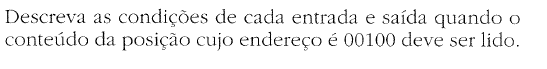 Descreva as condições de cada entrada e saída quando o
conteúdo da posição cujo endereço é 00100 deve ser lido.